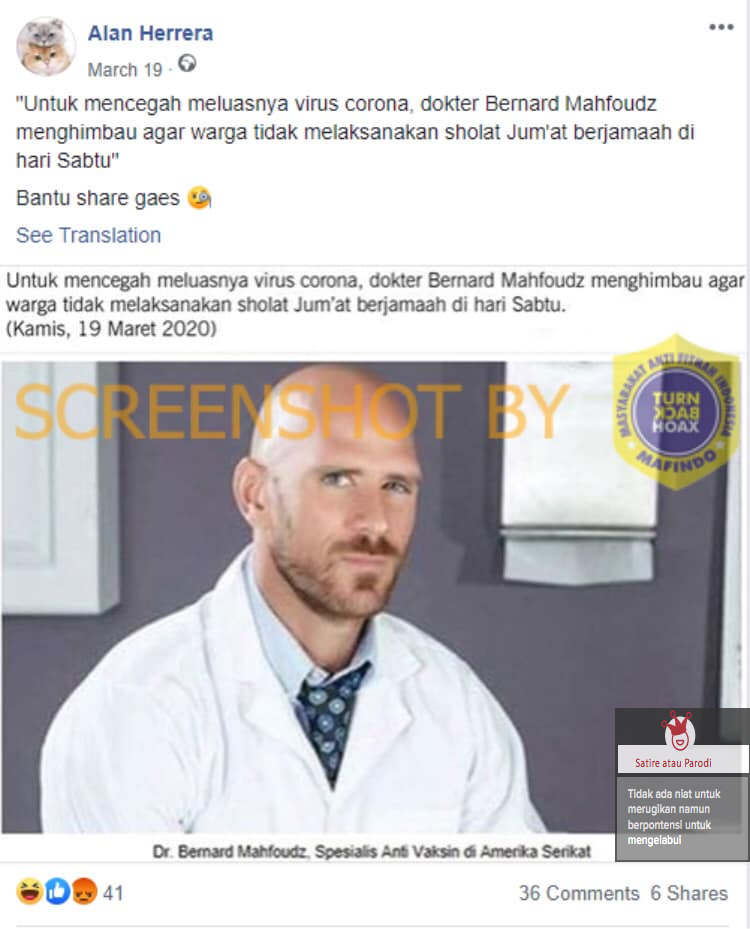 Alan Herrera
March 19 ·
"Untuk mencegah meluasnya virus corona, dokter Bernard Mahfoudz
menghimbau agar warga tidak melaksanakan sholat Jum'at berjamaah di
hari Sabtu"
Bantu share gaes
See Translation
Untuk mencegah meluasnya virus corona, dokter Bernard Mahfoudz menghimbau agar
warga tidak melaksanakan sholat Jum'at berjamaah di hari Sabtu.
(Kamis, 19 Maret 2020)
SCREENSHOT BY
MASYARAKAT ANTI FITNAH INDONESIA
TURN
BACK
HOAX
MAFINDO
Satire atau Parodi
Tidak ada niat untuk
merugikan namun
berpotensi untuk
mengelabui
Dr. Bernard Mahfoudz, Spesialis Anti Vaksin di Amerika Serikat
41
36 Comments 6 Shares